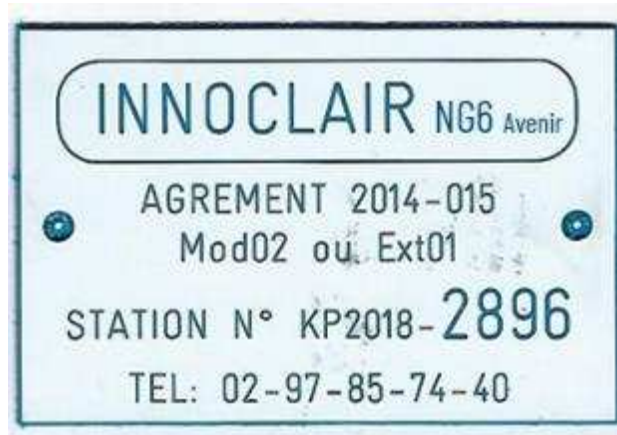 INNOCLAIR NG6 Avenir
AGREMENT 2014-015
Mod02 ou Ext01
STATION N° KP2018-2896
TEL: 02-97-85-74-40